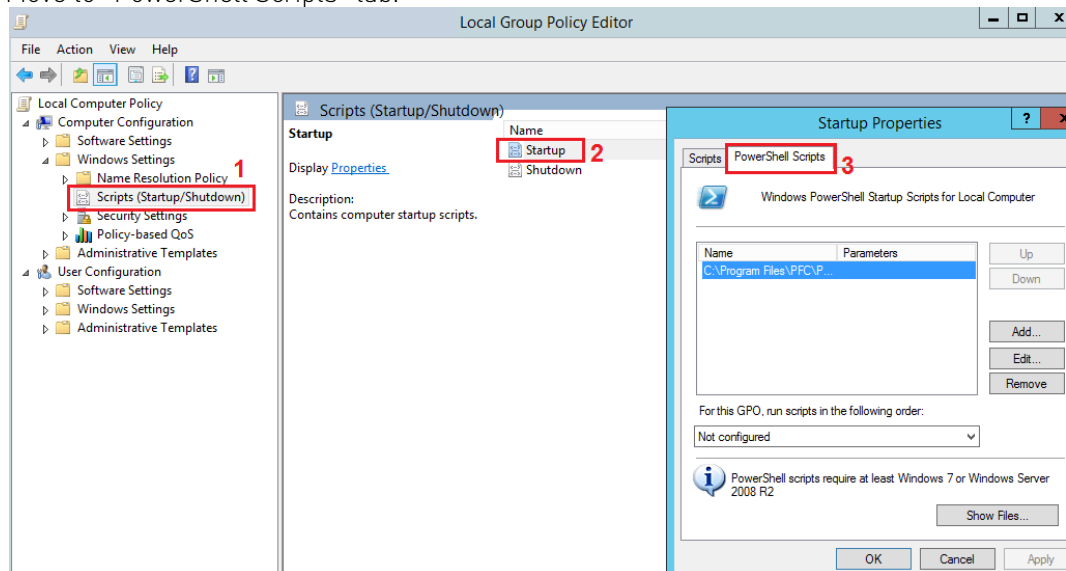 Move to "PowerShell Scripts" tab.
Local Group Policy Editor
File Action View Help
Local Computer Policy
Computer Configuration
Software Settings
Windows Settings
Name Resolution Policy
1
Scripts (Startup/Shutdown)
Security Settings
Policy-based QoS
Administrative Templates
User Configuration
Software Settings
Windows Settings
Administrative Templates
Scripts (Startup/Shutdown)
Startup
Display Properties
Description:
Contains computer startup scripts.
Name
Startup
2
Shutdown
Startup Properties
? x
Scripts PowerShell Scripts
3
Windows PowerShell Startup Scripts for Local Computer
Name Parameters
C:\Program Files\PFC\P...
Up
Down
Add...
Edit...
Remove
For this GPO, run scripts in the following order:
Not configured
PowerShell scripts require at least Windows 7 or Windows Server
2008 R2
Show Files...
OK Cancel Apply